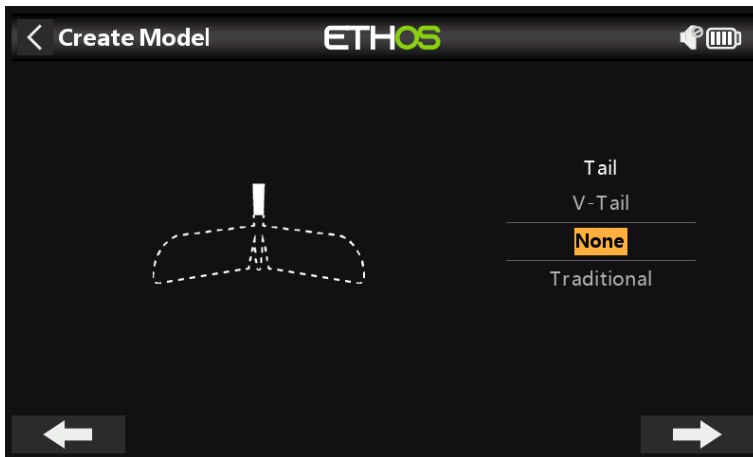 Create Model
ETHOS
Tail
V-Tail
None
Traditional